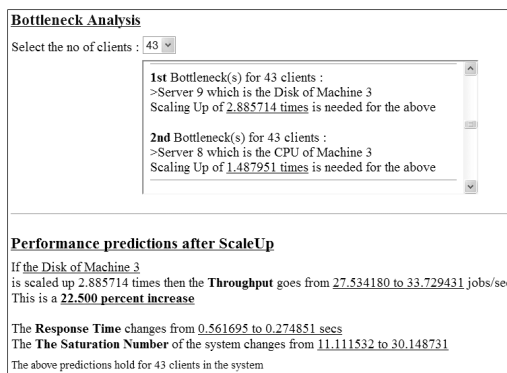 Bottleneck Analysis
Select the no of clients : 43
1st Bottleneck(s) for 43 clients :
>Server 9 which is the Disk of Machine 3
Scaling Up of 2.885714 times is needed for the above
2nd Bottleneck(s) for 43 clients :
>Server 8 which is the CPU of Machine 3
Scaling Up of 1.487951 times is needed for the above
Performance predictions after ScaleUp
If the Disk of Machine 3
is scaled up 2.885714 times then the Throughput goes from 27.534180 to 33.729431 jobs/se
This is a 22.500 percent increase
The Response Time changes from 0.561695 to 0.274851 secs
The The Saturation Number of the system changes from 11.111532 to 30.148731
The above predictions hold for 43 clients in the system